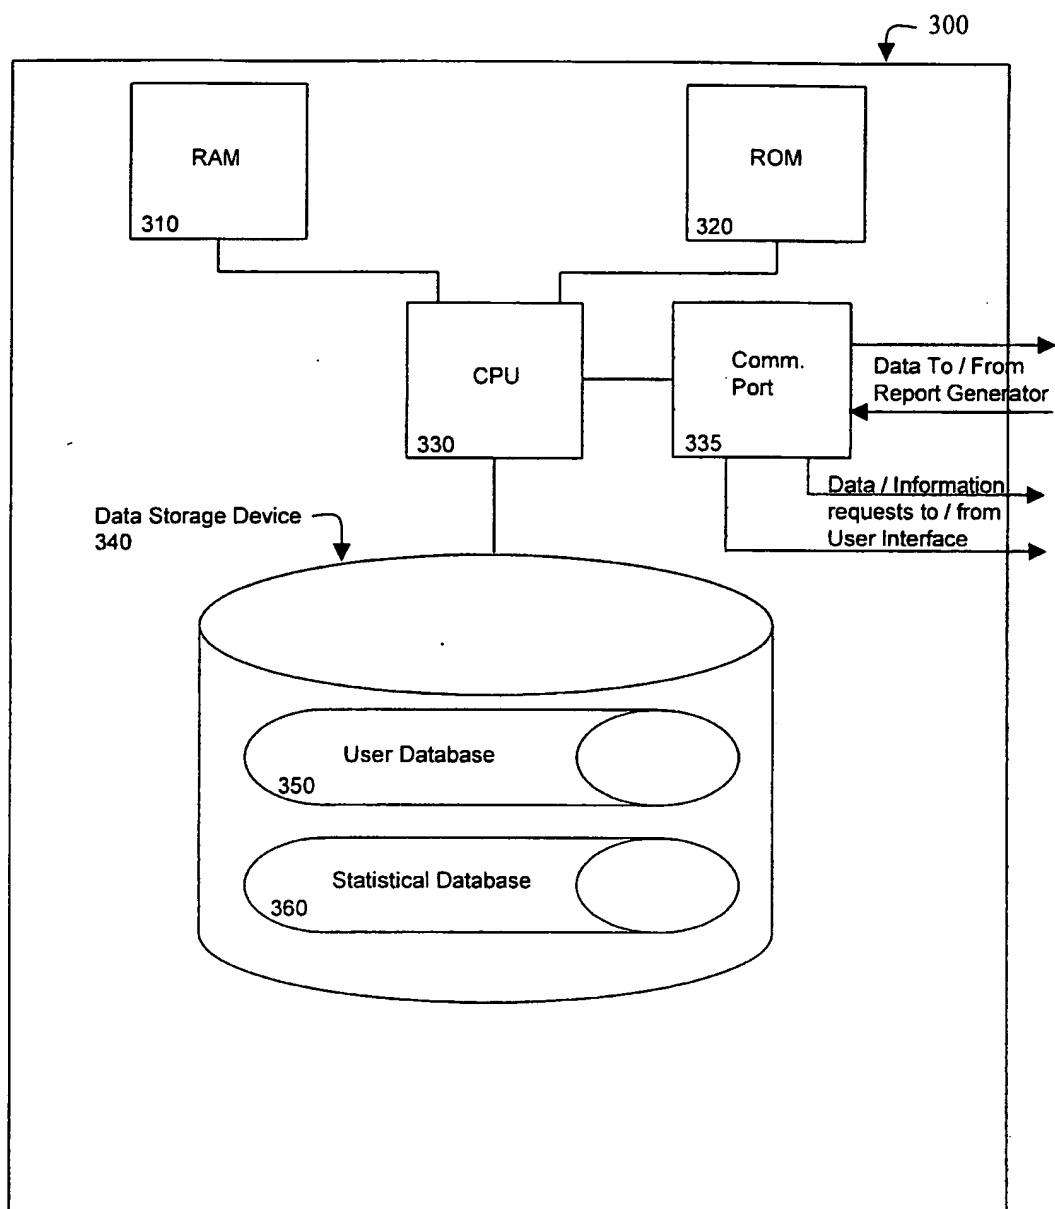 300
RAM
310
ROM
320
CPU
330
Comm.
Port
335
Data To / From
Report Generator
Data / Information
requests to / from
User Interface
Data Storage Device
340
User Database
350
Statistical Database
360